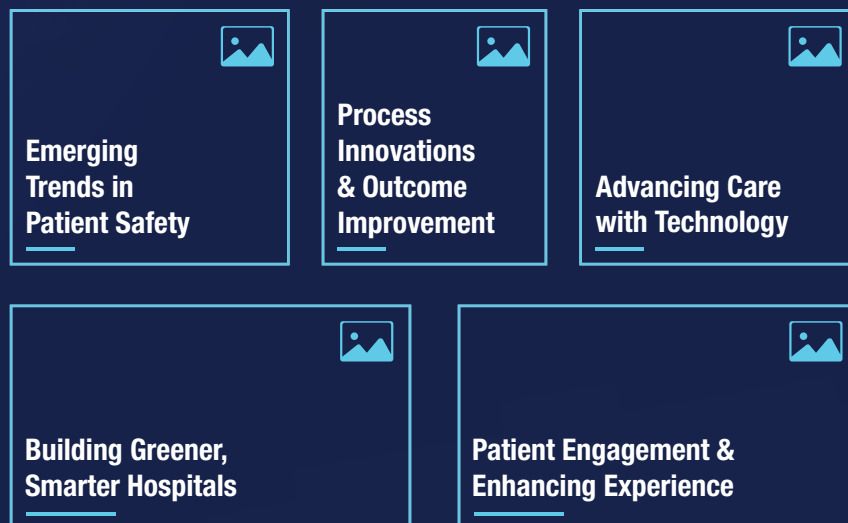 Emerging
Trends in
Patient Safety
Process
Innovations
& Outcome
Improvement
Advancing Care
with Technology
Building Greener,
Smarter Hospitals
Patient Engagement &
Enhancing Experience